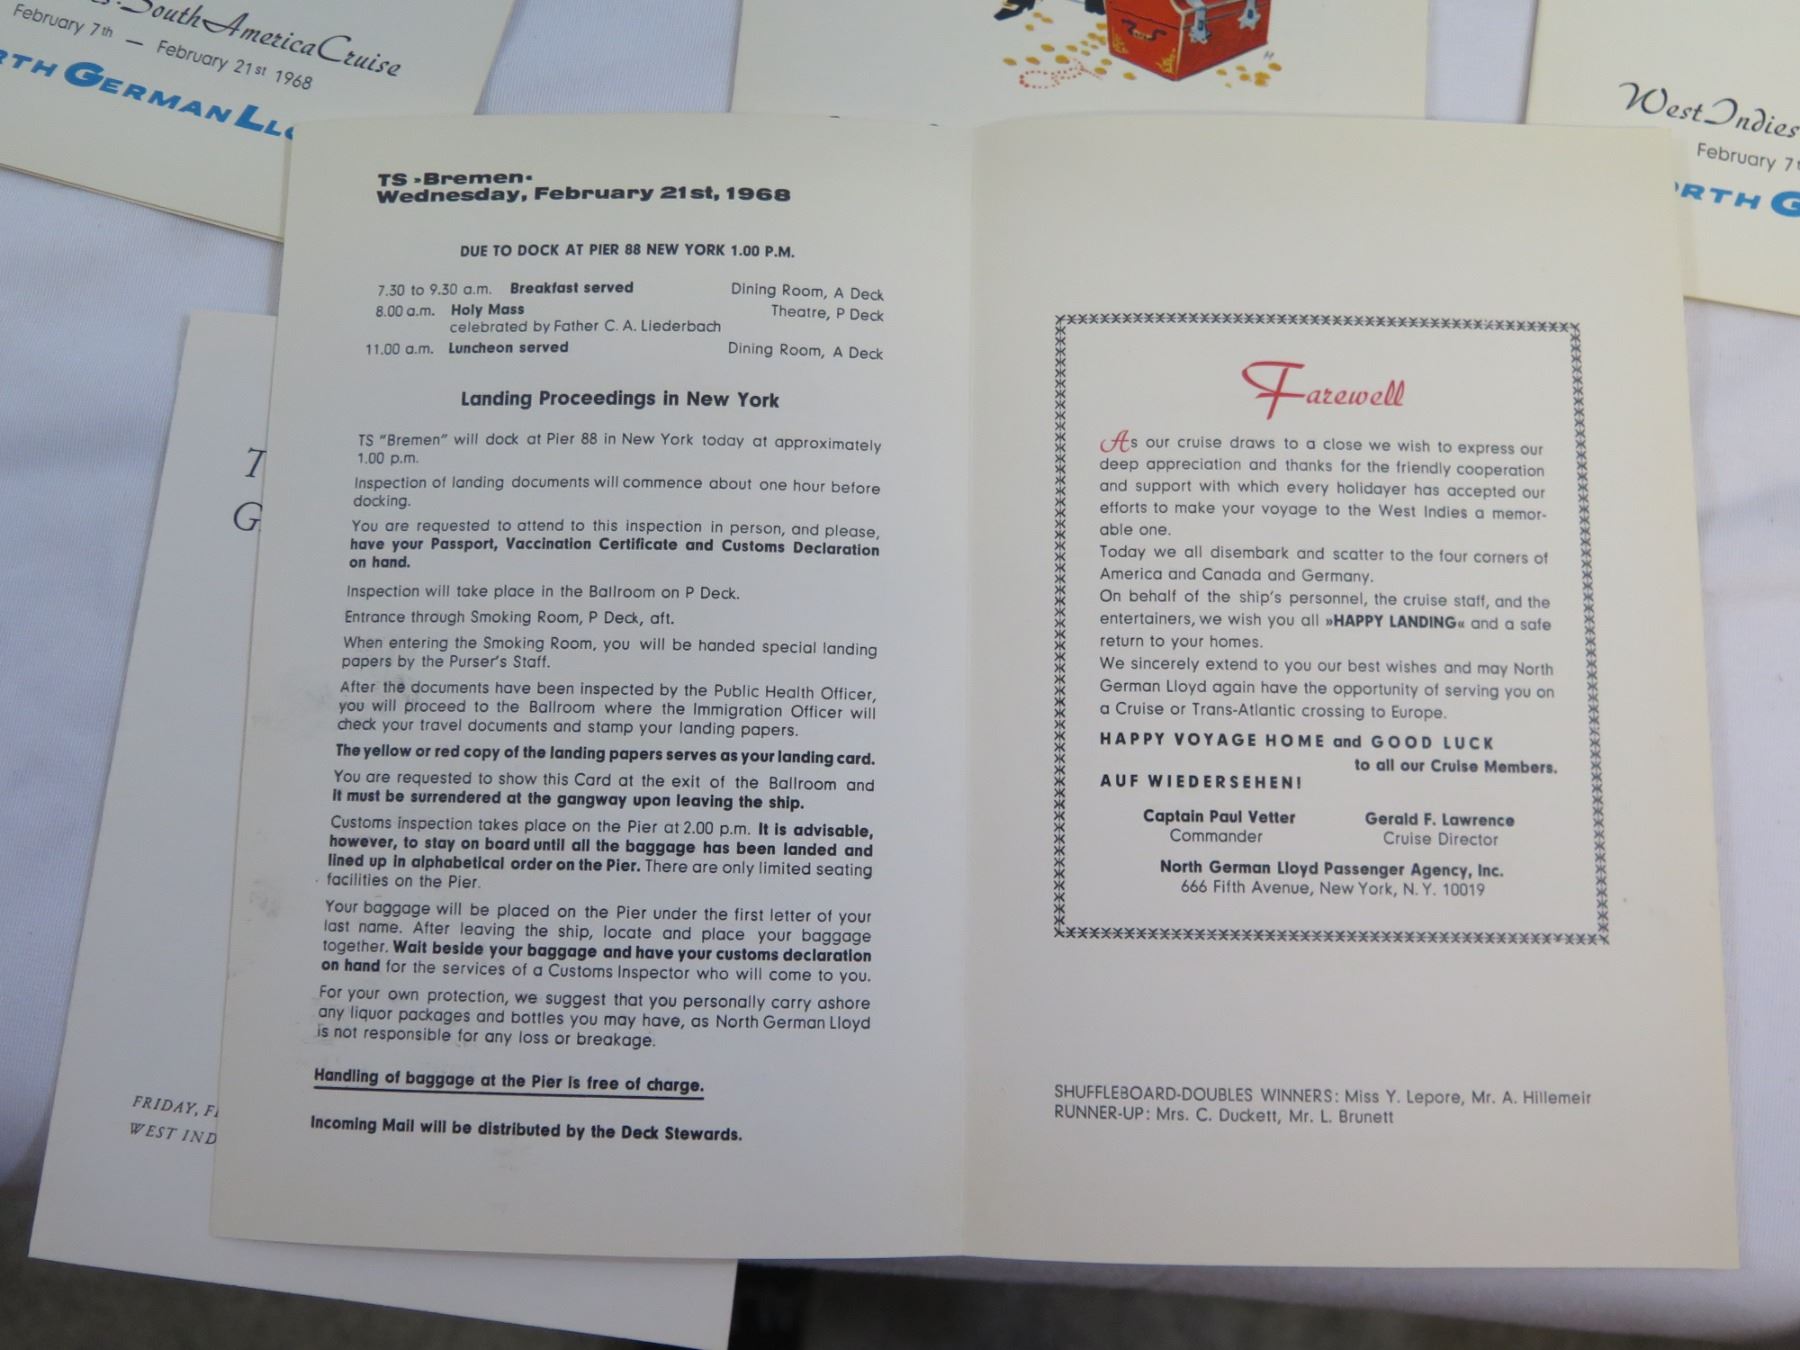 South America Cruise
February 7th — February 21st 1968
GERMAN
West Indies
February
TS »Bremen«
Wednesday, February 21st, 1968
DUE TO DOCK AT PIER 88 NEW YORK 1.00 P.M.
7.30 to 9.30 a.m. Breakfast served Dining Room, A Deck
8.00 a.m. Holy Mass Theatre, P Deck
celebrated by Father C. A. Liederbach
11.00 a.m. Luncheon served Dining Room, A Deck
Landing Proceedings in New York
TS "Bremen" will dock at Pier 88 in New York today at approximately
1.00 p.m.
Inspection of landing documents will commence about one hour before
docking.
You are requested to attend to this inspection in person, and please,
have your Passport, Vaccination Certificate and Customs Declaration
on hand.
Inspection will take place in the Ballroom on P Deck.
Entrance through Smoking Room, P Deck, aft.
When entering the Smoking Room, you will be handed special landing
papers by the Purser's Staff.
After the documents have been inspected by the Public Health Officer,
you will proceed to the Ballroom where the Immigration Officer will
check your travel documents and stamp your landing papers.
The yellow or red copy of the landing papers serves as your landing card.
You are requested to show this Card at the exit of the Ballroom and
it must be surrendered at the gangway upon leaving the ship.
Customs inspection takes place on the Pier at 2.00 p.m. It is advisable,
however, to stay on board until all the baggage has been landed and
lined up in alphabetical order on the Pier. There are only limited seating
facilities on the Pier.
Your baggage will be placed on the Pier under the first letter of your
last name. After leaving the ship, locate and place your baggage
together. Wait beside your baggage and have your customs declaration
on hand for the services of a Customs Inspector who will come to you.
For your own protection, we suggest that you personally carry ashore
any liquor packages and bottles you may have, as North German Lloyd
is not responsible for any loss or breakage.
Handling of baggage at the Pier is free of charge.
Incoming Mail will be distributed by the Deck Stewards.
Farewell
As our cruise draws to a close we wish to express our
deep appreciation and thanks for the friendly cooperation
and support with which every holidayer has accepted our
efforts to make your voyage to the West Indies a memor-
able one.
Today we all disembark and scatter to the four corners of
America and Canada and Germany.
On behalf of the ship's personnel, the cruise staff, and the
entertainers, we wish you all »HAPPY LANDING« and a safe
return to your homes.
We sincerely extend to you our best wishes and may North
German Lloyd again have the opportunity of serving you on
a Cruise or Trans-Atlantic crossing to Europe.
HAPPY VOYAGE HOME and GOOD LUCK
to all our Cruise Members.
AUF WIEDERSEHEN!
Captain Paul Vetter Gerald F. Lawrence
Commander Cruise Director
North German Lloyd Passenger Agency, Inc.
666 Fifth Avenue, New York, N. Y. 10019
SHUFFLEBOARD-DOUBLES WINNERS: Miss Y. Lepore, Mr. A. Hillemeir
RUNNER-UP: Mrs. C. Duckett, Mr. L. Brunett
FRIDAY,
WEST